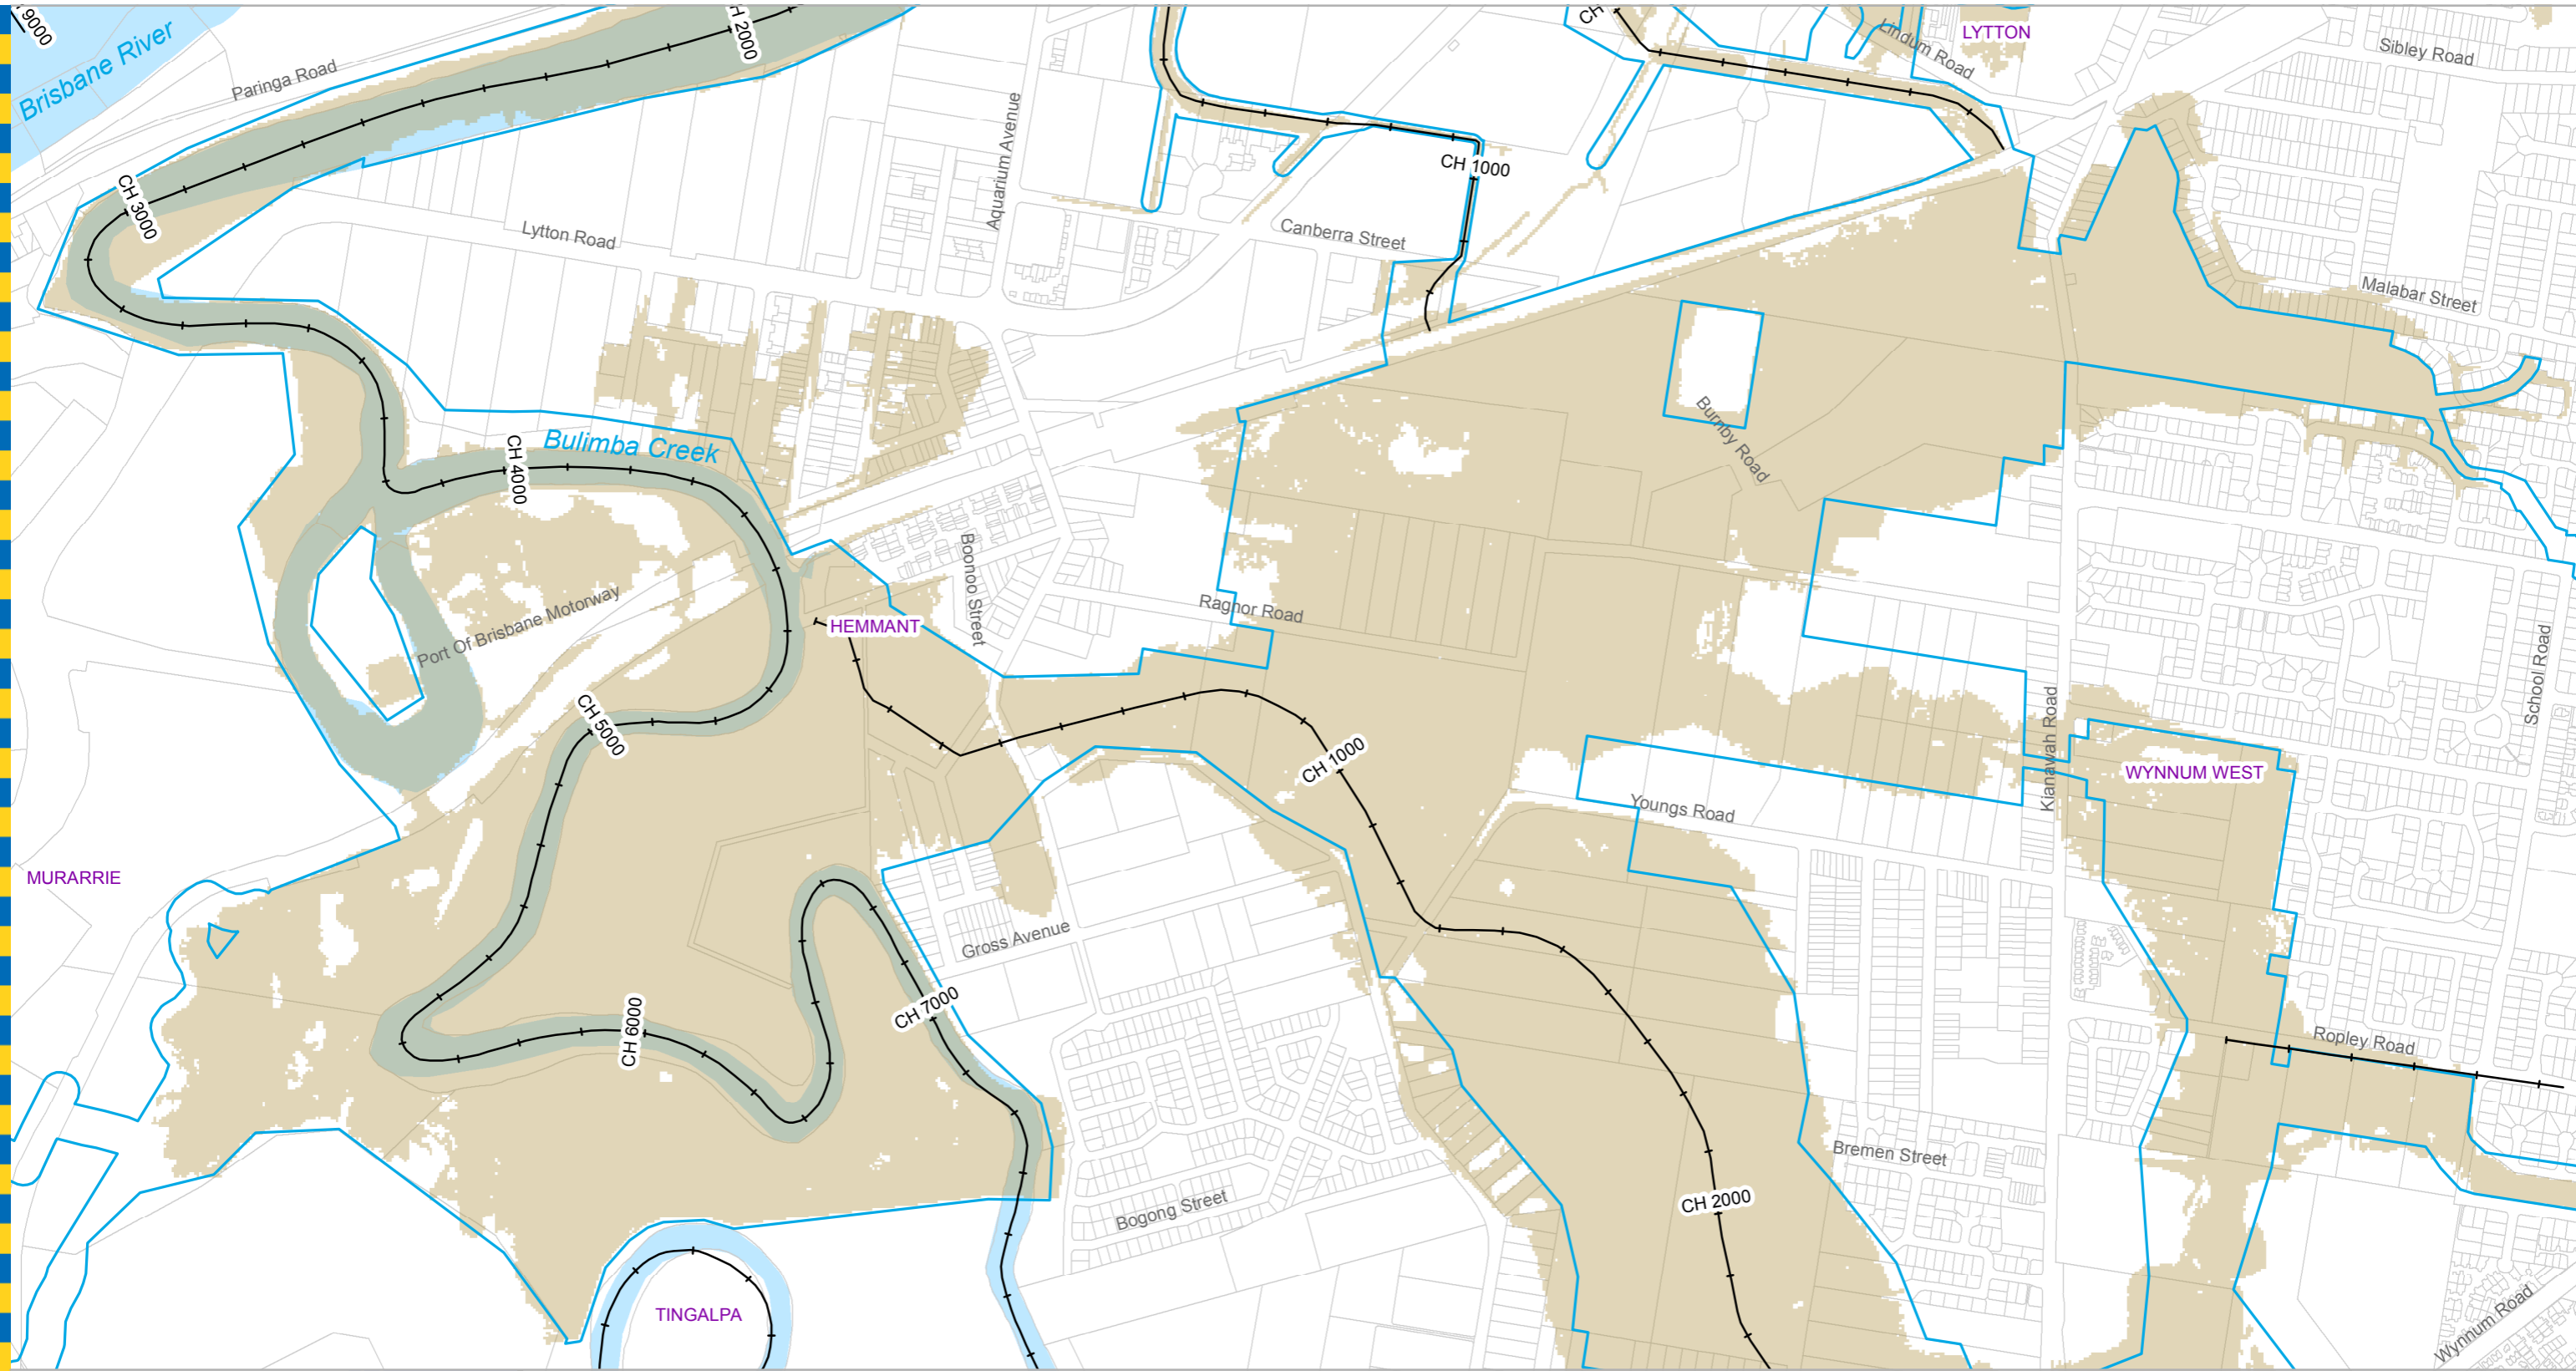 9000
CH 2000
CH
LYTTON
Lindum Road
Sibley Road
Brisbane River
Paringa Road
Aquarium Avenue
CH 1000
CH 3000
Lytton Road
Canberra Street
Malabar Street
Bulimba Creek
CH 4000
Burnby Road
Boonoo Street
Port Of Brisbane Motorway
HEMMANT
Ragnor Road
School Road
CH 5000
Kianawah Road
CH 1000
WYNNUM WEST
Youngs Road
MURARRIE
Gross Avenue
CH 7000
CH 6000
Ropley Road
Bremen Street
Bogong Street
CH 2000
TINGALPA
Wynnum Road